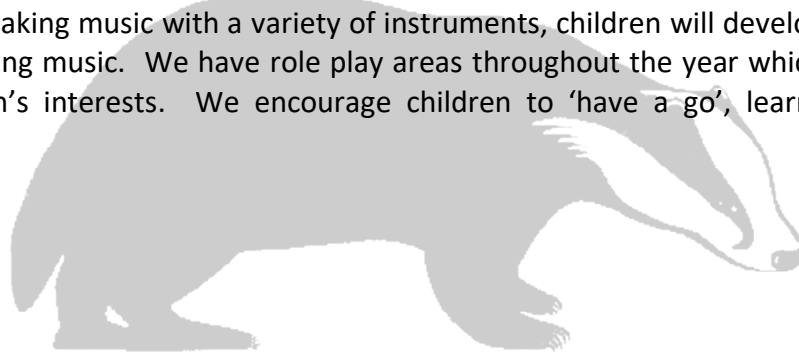 aking music with a variety of instruments, children will develo
ng music.  We have role play areas throughout the year whic
n’s interests.  We encourage children to ‘have a go’, learn